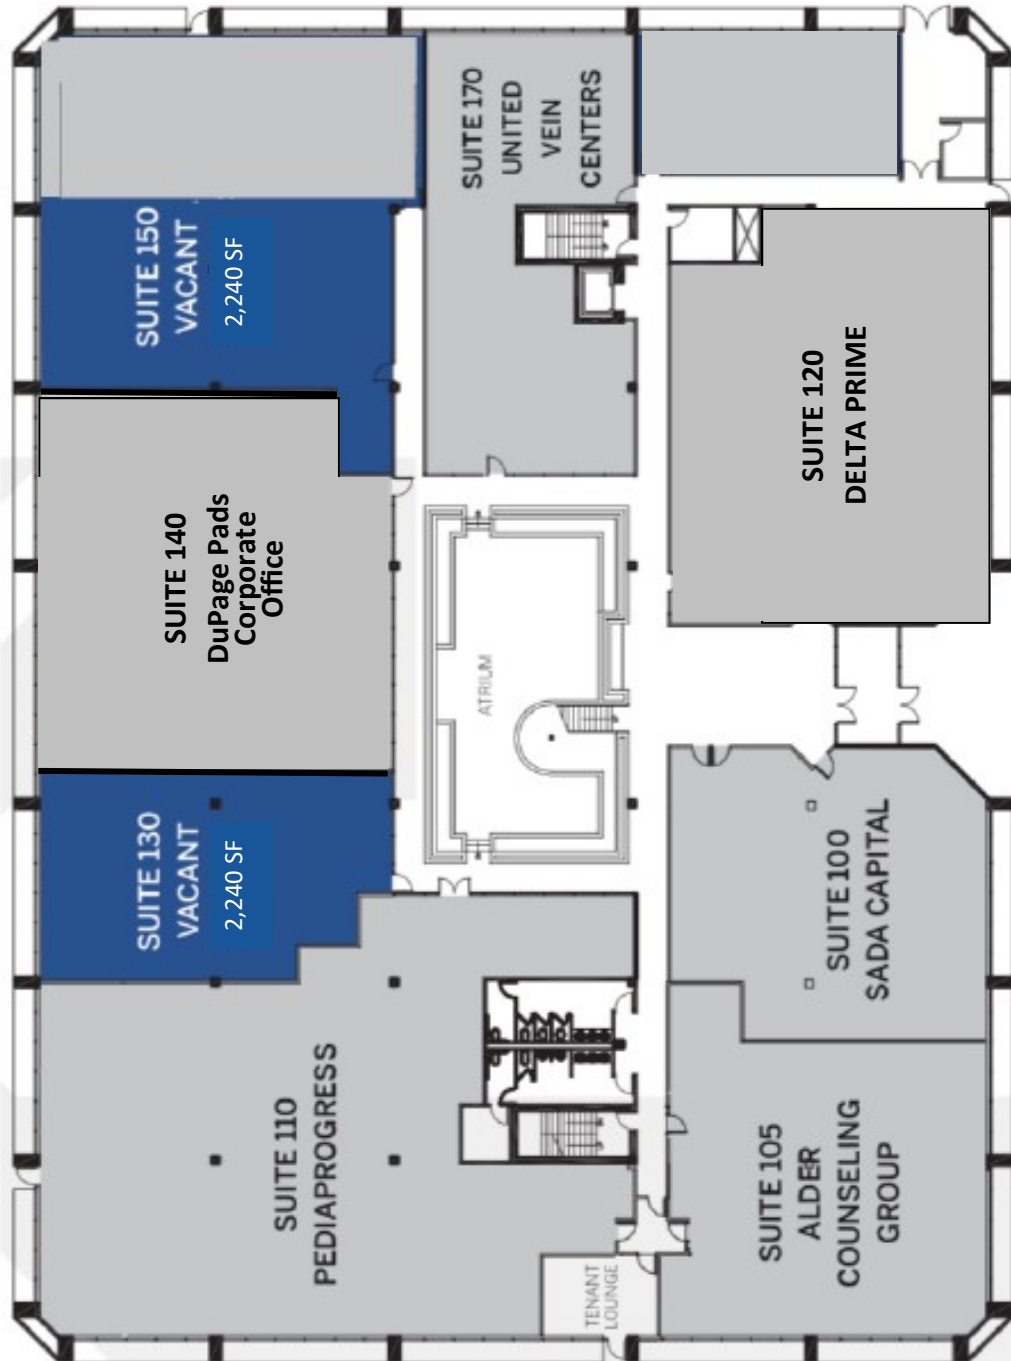 SUITE 150
VACANT
2,240 SF
SUITE 170
UNITED
VEIN
CENTERS
SUITE 140
DuPage Pads
Corporate
Office
SUITE 120
DELTA PRIME
ATRIUM
SUITE 130
VACANT
2,240 SF
SUITE 100
SADA CAPITAL
SUITE 110
PEDIAPROGRESS
SUITE 105
ALDER
COUNSELING
GROUP
TENANT
LOUNGE